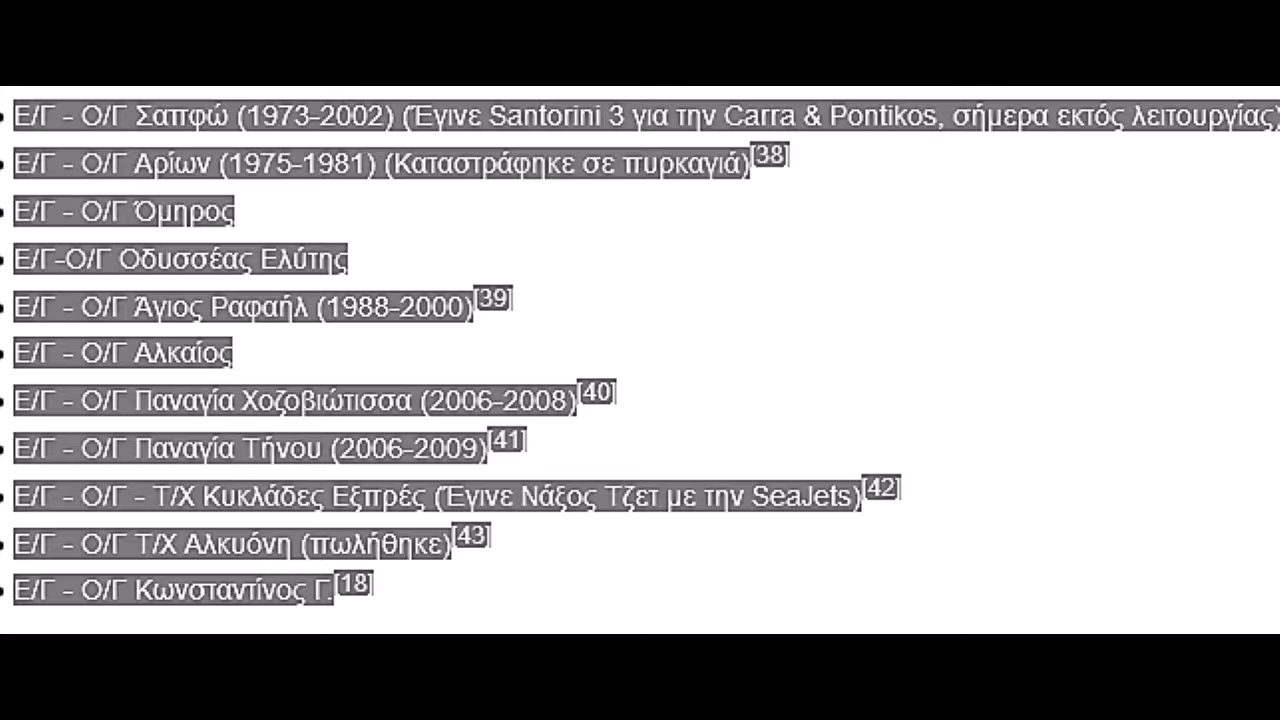 • Ε/Γ - Ο/Γ Σαπφώ (1973-2002) (Έγινε Santorini 3 για την Carra & Pontikos, σήμερα εκτός λειτουργίας)
• Ε/Γ - Ο/Γ Αρίων (1975-1981) (Καταστράφηκε σε πυρκαγιά)[38]
• Ε/Γ - Ο/Γ Όμηρος
• Ε/Γ-Ο/Γ Οδυσσέας Ελύτης
• Ε/Γ - Ο/Γ Άγιος Ραφαήλ (1988-2000)[39]
• Ε/Γ - Ο/Γ Αλκαίος
• Ε/Γ - Ο/Γ Παναγία Χοζοβιώτισσα (2006-2008)[40]
• Ε/Γ - Ο/Γ Παναγία Τήνου (2006-2009)[41]
• Ε/Γ - Ο/Γ - Τ/Χ Κυκλάδες Εξπρές (Έγινε Νάξος Τζετ με την SeaJets)[42]
• Ε/Γ - Ο/Γ Τ/Χ Αλκυόνη (πωλήθηκε)[43]
• Ε/Γ - Ο/Γ Κωνσταντίνος Γ.[18]